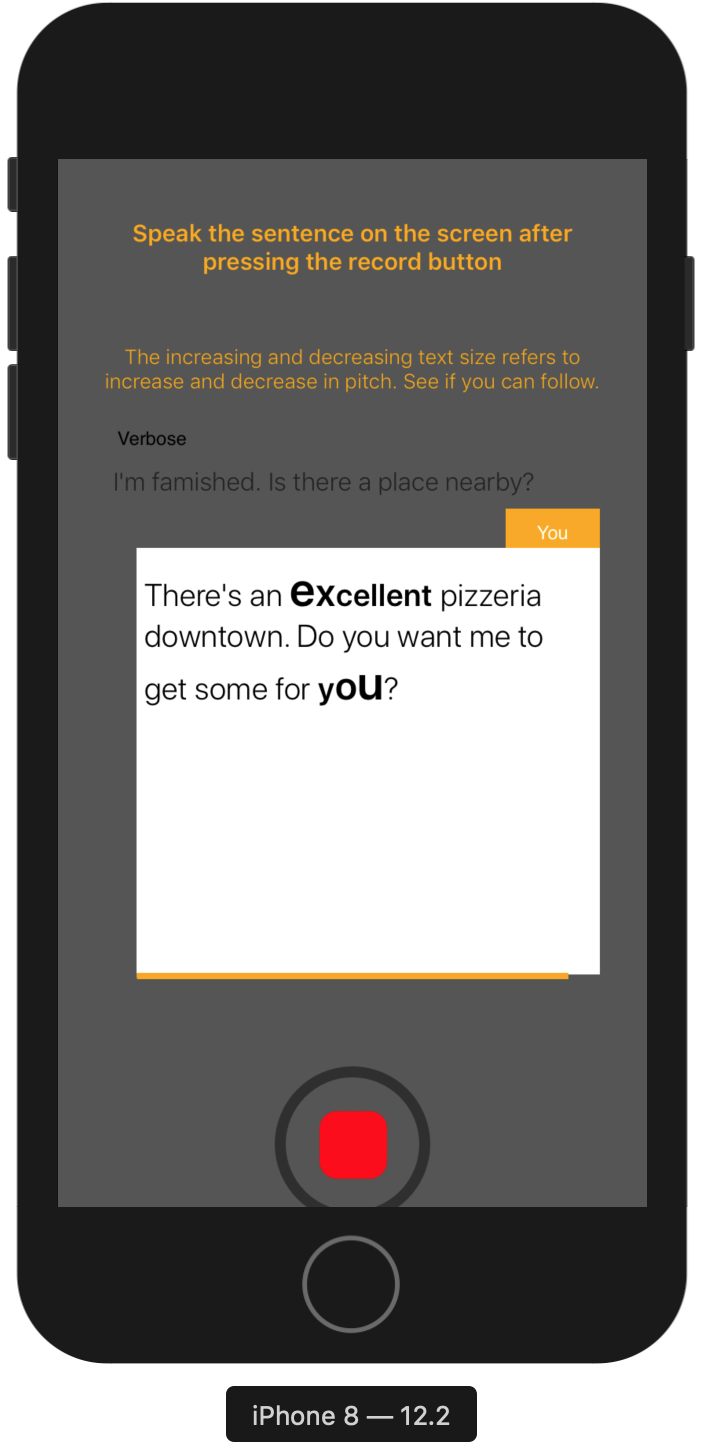 Speak the sentence on the screen after
pressing the record button
The increasing and decreasing text size refers to
increase and decrease in pitch. See if you can follow.
Verbose
I'm famished. Is there a place nearby?
You
There's an excellent pizzeria
downtown. Do you want me to
get some for you?
iPhone 8 — 12.2